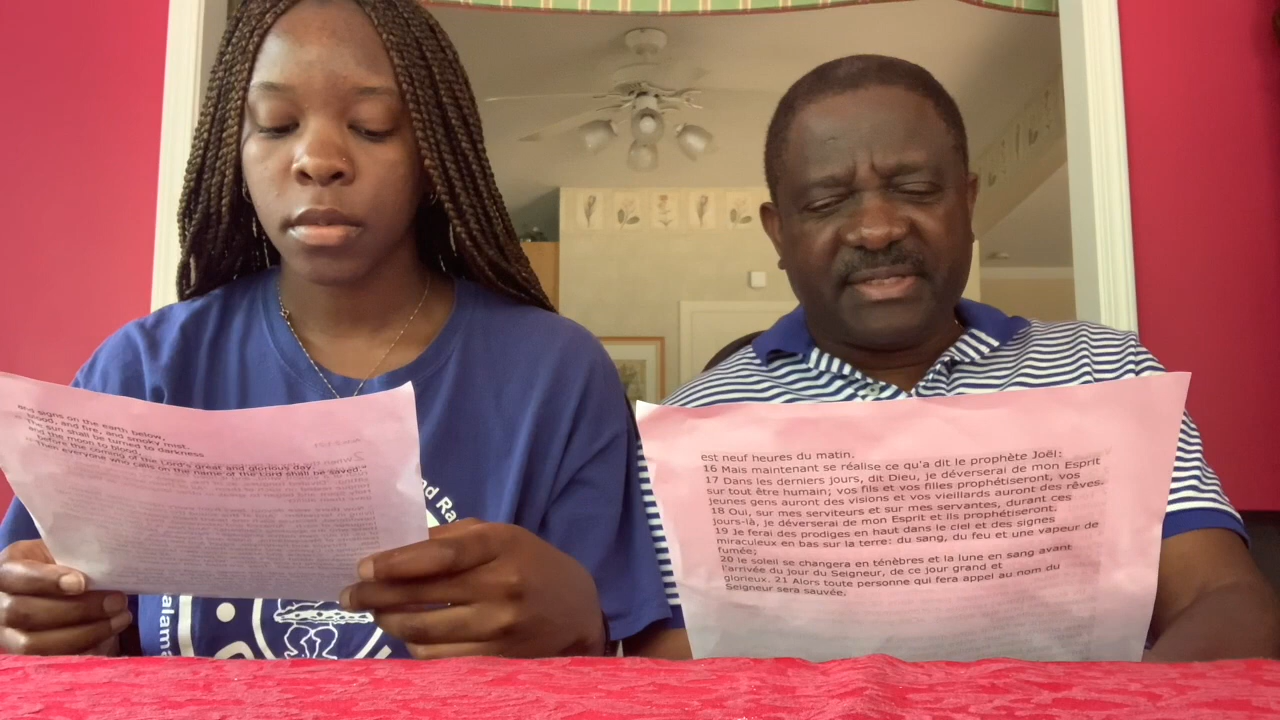 and signs on the earth below,
blood, and fire, and smoky mist.
The sun shall be turned to darkness
and the moon to blood,
before the coming of the Lord's great and glorious day.
Then everyone who calls on the name of the Lord shall be saved."
est neuf heures du matin.
16 Mais maintenant se réalise ce qu'a dit le prophète Joël:
17 Dans les derniers jours, dit Dieu, je déverserai de mon Esprit
sur tout être humain; vos fils et vos filles prophétiseront, vos
jeunes gens auront des visions et vos vieillards auront des rêves.
18 Oui, sur mes serviteurs et sur mes servantes, durant ces
jours-là, je déverserai de mon Esprit et ils prophétiseront.
19 Je ferai des prodiges en haut dans le ciel et des signes
miraculeux en bas sur la terre: du sang, du feu et une vapeur de
fumée;
20 le soleil se changera en ténèbres et la lune en sang avant
l'arrivée du jour du Seigneur, de ce jour grand et
glorieux. 21 Alors toute personne qui fera appel au nom du
Seigneur sera sauvée.